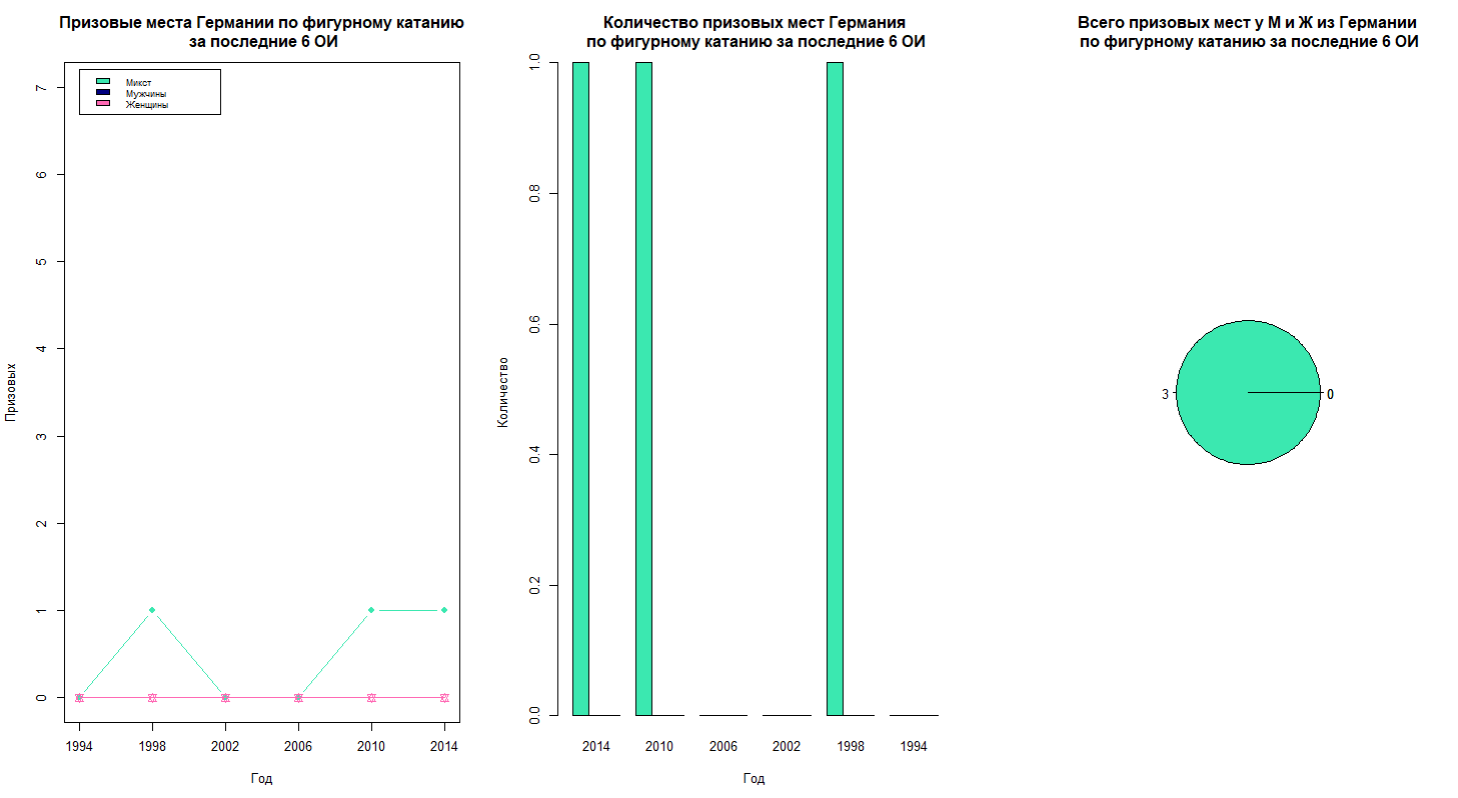 Призовые места Германии по фигурному катанию
за последние 6 ОИ
Микст
Мужчины
Женщины
7
6
5
4
3
2
1
0
Призовых
1994 1998 2002 2006 2010 2014
Год
Количество призовых мест Германия
по фигурному катанию за последние 6 ОИ
1.0
0.8
0.6
0.4
0.2
0.0
Количество
2014 2010 2006 2002 1998 1994
Год
Всего призовых мест у М и Ж из Германии
по фигурному катанию за последние 6 ОИ
3
0